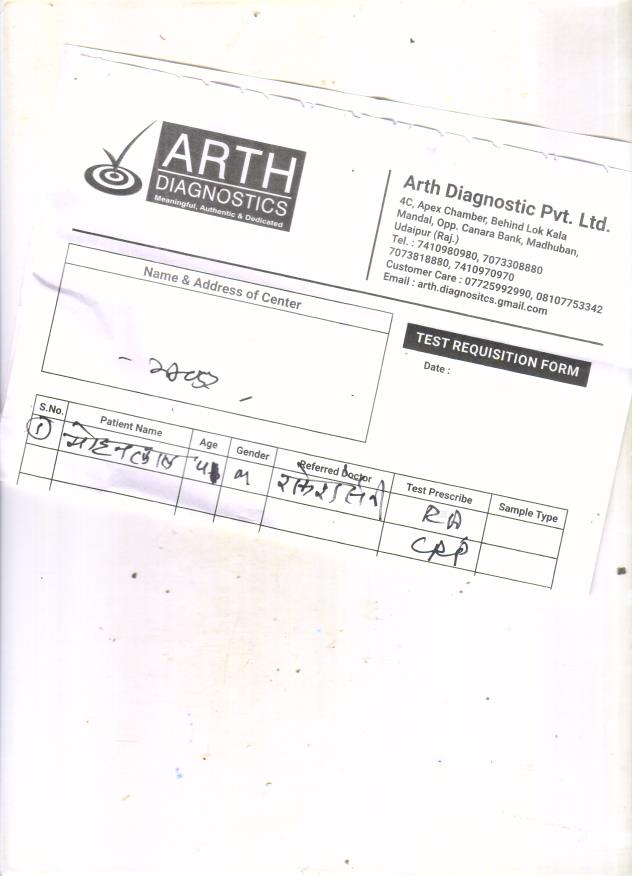 ARTH
DIAGNOSTICS
Meaningful, Authentic & Dedicated
Arth Diagnostic Pvt. Ltd.
4C, Apex Chamber, Behind Lok Kala
Mandal, Opp. Canara Bank, Madhuban,
Udaipur (Raj.)
Tel. : 7410980980, 7073308880
7073818880, 7410970970
Customer Care : 07725992990, 08107753342
Email : arth.diagnositcs.gmail.com
Name & Address of Center
TEST REQUISITION FORM
Date :
S.No. Patient Name Age Gender Referred Doctor Test Prescribe Sample Type
1 मोहनलाल M RA
CRP